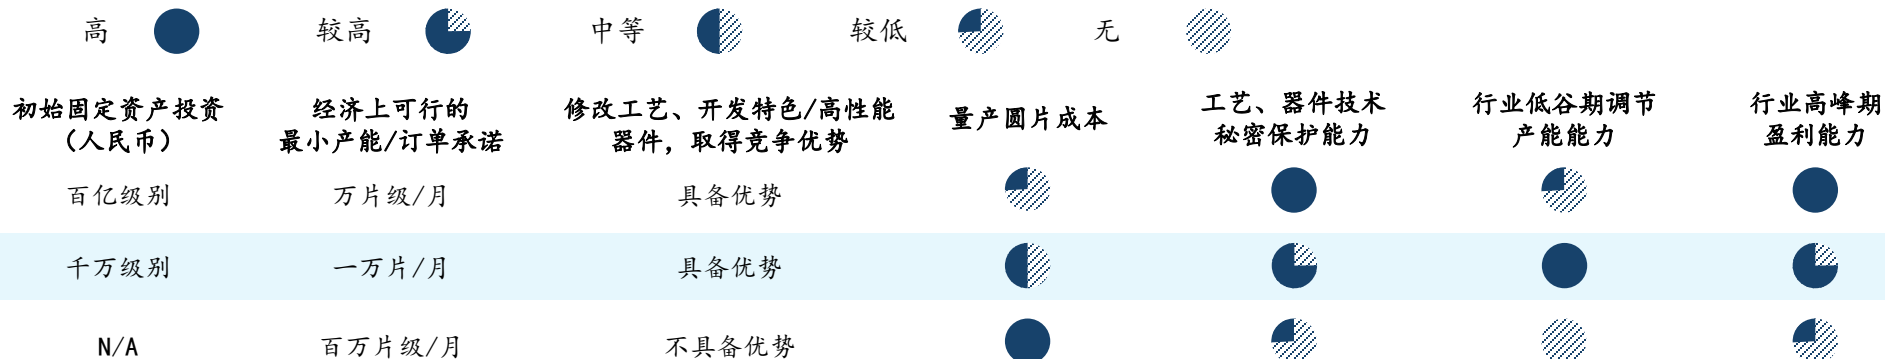 高 较高 中等 较低 无
初始固定资产投资 经济上可行的 修改工艺、开发特色/高性能 量产圆片成本 工艺、器件技术 行业低谷期调节 行业高峰期
（人民币） 最小产能/订单承诺 器件，取得竞争优势 秘密保护能力 产能能力 盈利能力
百亿级别 万片级/月 具备优势
千万级别 一万片/月 具备优势
N/A 百万片级/月 不具备优势